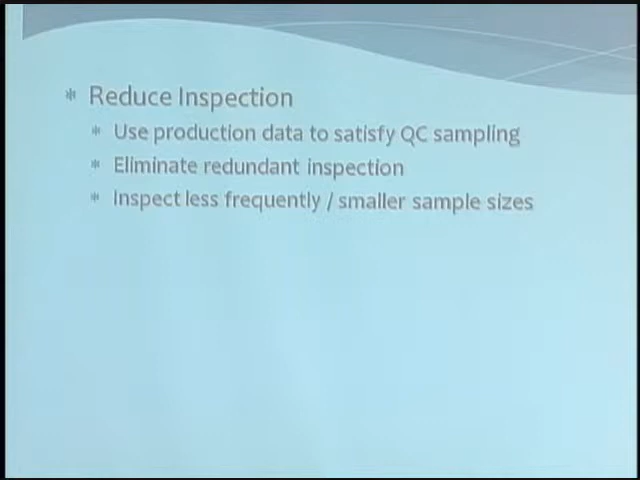 * Reduce Inspection
* Use production data to satisfy QC sampling
* Eliminate redundant inspection
* Inspect less frequently / smaller sample sizes